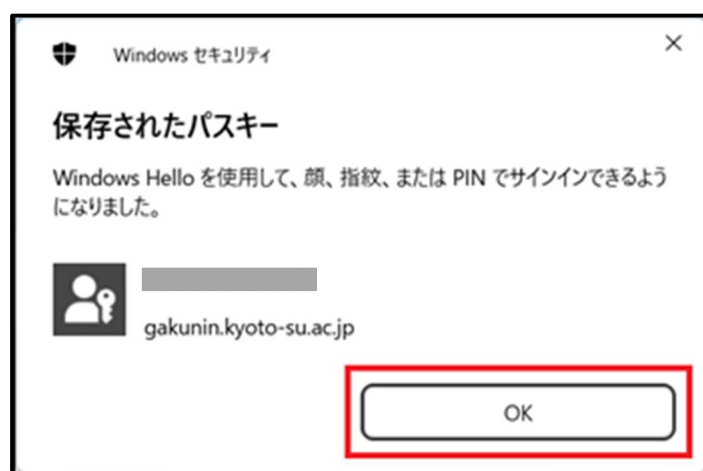 Windows セキュリティ
保存されたパスキー
Windows Hello を使用して、顔、指紋、または PIN でサインインできるよう
になりました。
gakunin.kyoto-su.ac.jp
OK